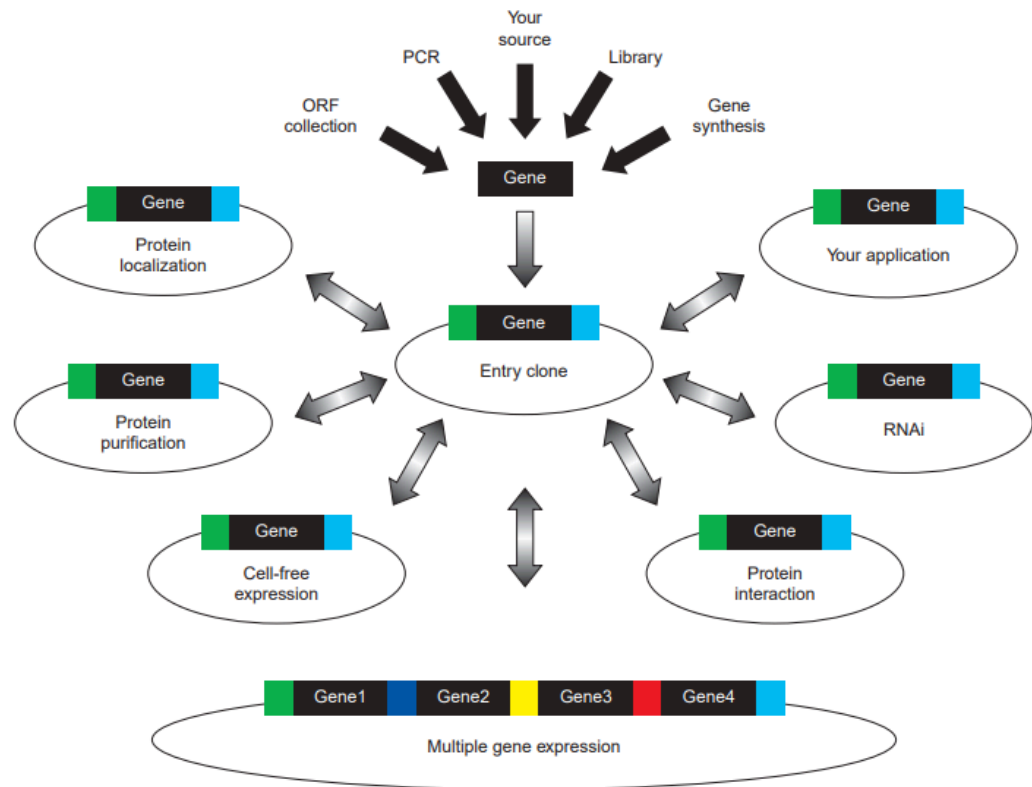 Your
source
PCR
Library
ORF
collection
Gene
synthesis
Gene
Gene
Protein
localization
Gene
Your application
Gene
Entry clone
Gene
Protein
purification
Gene
RNAi
Gene
Cell-free
expression
Gene
Protein
interaction
Gene1 Gene2 Gene3 Gene4
Multiple gene expression